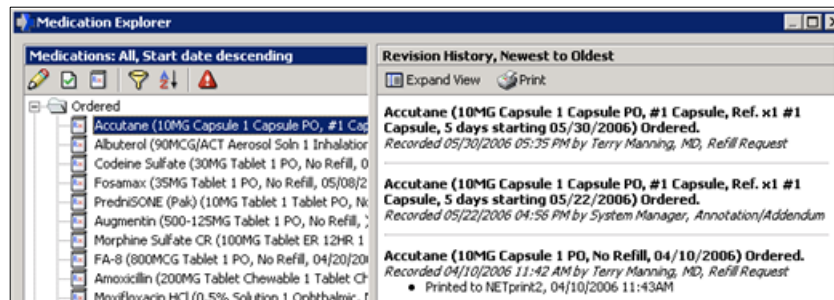 Medication Explorer
Medications: All, Start date descending
Ordered
Accutane (10MG Capsule 1 Capsule PO, #1 Cap
Albuterol (90MCG/ACT Aerosol Soln 1 Inhalation
Codeine Sulfate (30MG Tablet 1 PO, No Refill, 0
Fosamax (35MG Tablet 1 PO, No Refill, 05/08/2
PredniSONE (Pak) (10MG Tablet 1 Tablet PO, No
Augmentin (500-125MG Tablet 1 PO, No Refill, )
Morphine Sulfate CR (100MG Tablet ER 12HR 1
FA-8 (800MCG Tablet 1 PO, No Refill, 04/20/200
Amoxicillin (200MG Tablet Chewable 1 Tablet Ch
Moxifloxacin HCl (0.5% Solution 1 Ophthalmic,
Revision History, Newest to Oldest
Expand View Print
Accutane (10MG Capsule 1 Capsule PO, #1 Capsule, Ref. x1 #1
Capsule, 5 days starting 05/30/2006) Ordered.
Recorded 05/30/2006 05:35 PM by Terry Manning, MD, Refill Request
Accutane (10MG Capsule 1 Capsule PO, #1 Capsule, Ref. x1 #1
Capsule, 5 days starting 05/22/2006) Ordered.
Recorded 05/22/2006 04:56 PM by System Manager, Annotation/Addendum
Accutane (10MG Capsule 1 PO, No Refill, 04/10/2006) Ordered.
Recorded 04/10/2006 11:42 AM by Terry Manning, MD, Refill Request
• Printed to NETprint2, 04/10/2006 11:43AM